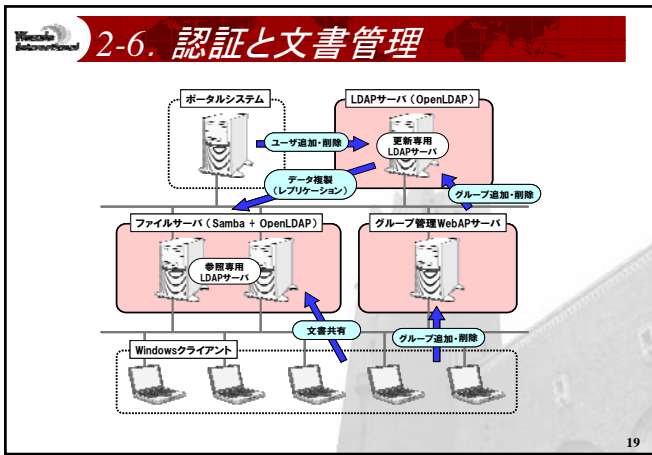 Waseda
International
2-6. 認証と文書管理
ポータルシステム
LDAPサーバ（OpenLDAP）
ユーザ追加・削除
更新専用
LDAPサーバ
データ複製
（レプリケーション）
グループ追加・削除
ファイルサーバ（Samba + OpenLDAP）
グループ管理WebAPサーバ
参照専用
LDAPサーバ
文書共有
グループ追加・削除
Windowsクライアント
19